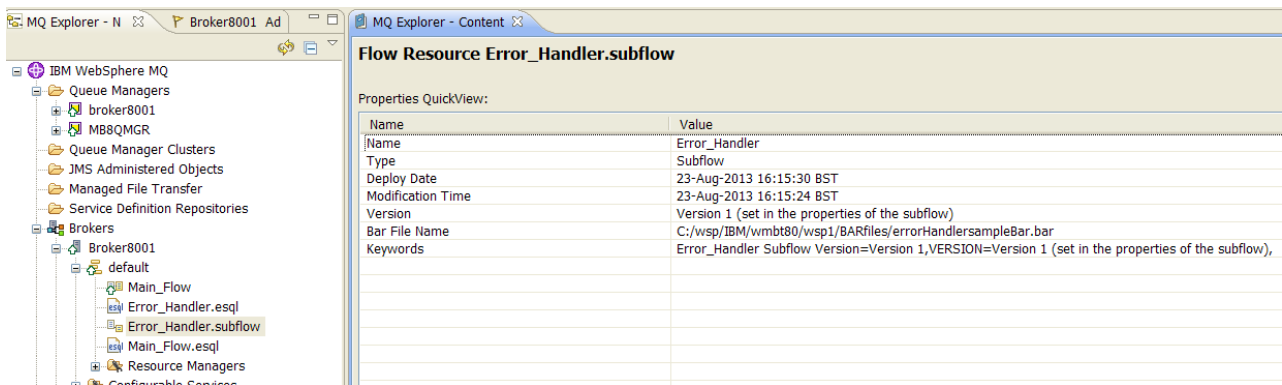 MQ Explorer - N
Broker8001 Ad
IBM WebSphere MQ
Queue Managers
broker8001
MB8QMGR
Queue Manager Clusters
JMS Administered Objects
Managed File Transfer
Service Definition Repositories
Brokers
Broker8001
default
Main_Flow
esql Error_Handler.esql
Error_Handler.subflow
esql Main_Flow.esql
Resource Managers
Configurable Services
MQ Explorer - Content
Flow Resource Error_Handler.subflow
Properties QuickView:
Name Value
Name Error_Handler
Type Subflow
Deploy Date 23-Aug-2013 16:15:30 BST
Modification Time 23-Aug-2013 16:15:24 BST
Version Version 1 (set in the properties of the subflow)
Bar File Name C:/wsp/IBM/wmbt80/wsp1/BARfiles/errorHandlersampleBar.bar
Keywords Error_Handler Subflow Version=Version 1,VERSION=Version 1 (set in the properties of the subflow),